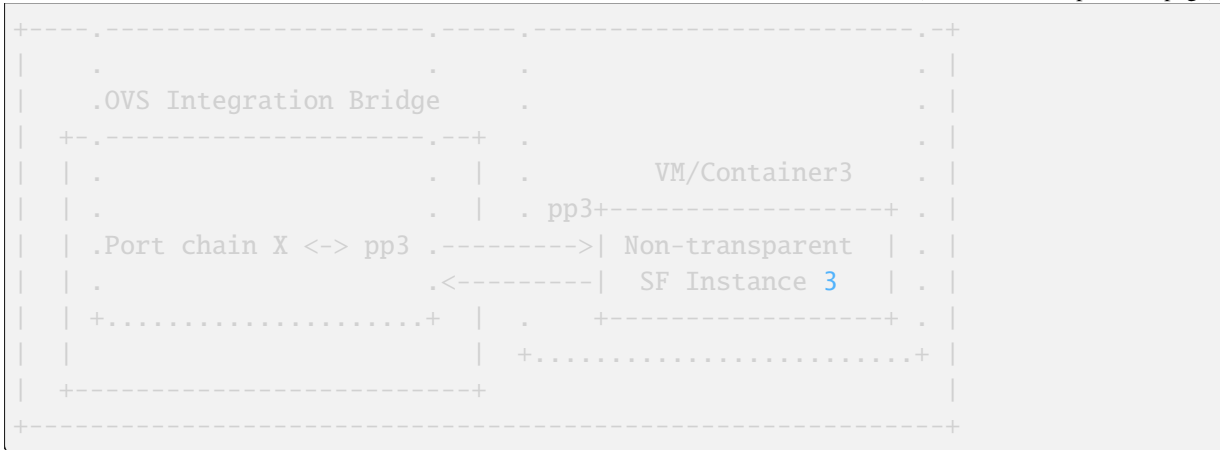 +----.---------------------.-----.-------------------------.-+
|    .                     .     .                         . |
|    .OVS Integration Bridge     .                         . |
|  +-.---------------------.--+  .                         . |
|  | .                     .  |  .        VM/Container3    . |
|  | .                     .  |  . pp3+------------------+ . |
|  | .Port chain X <-> pp3 .--------->| Non-transparent  | . |
|  | .                     .<---------|  SF Instance 3   | . |
|  | +.....................+  |  .    +------------------+ . |
|  |                          |  +.........................+ |
|  +--------------------------+                              |
+------------------------------------------------------------+